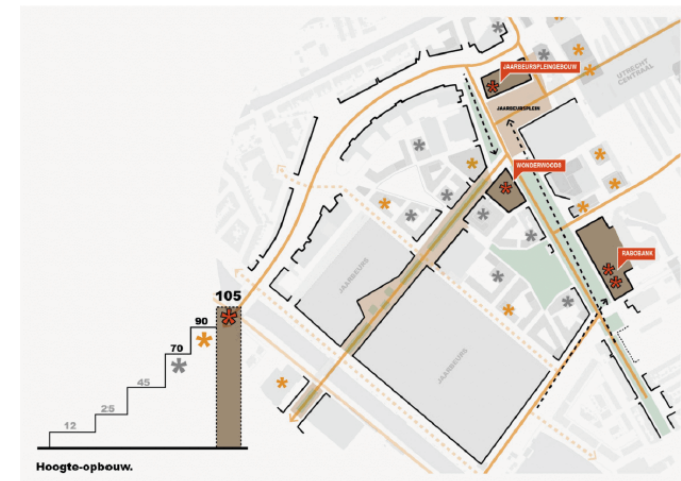 JAARBEURSPLEINGEBOUW
UTRECHT
CENTRAAL
JAARBEURSPLEIN
WONDERWOODS
RABOBANK
JAARBEURS
JAARBEURS
105
90
70
45
25
12
Hoogte-opbouw.